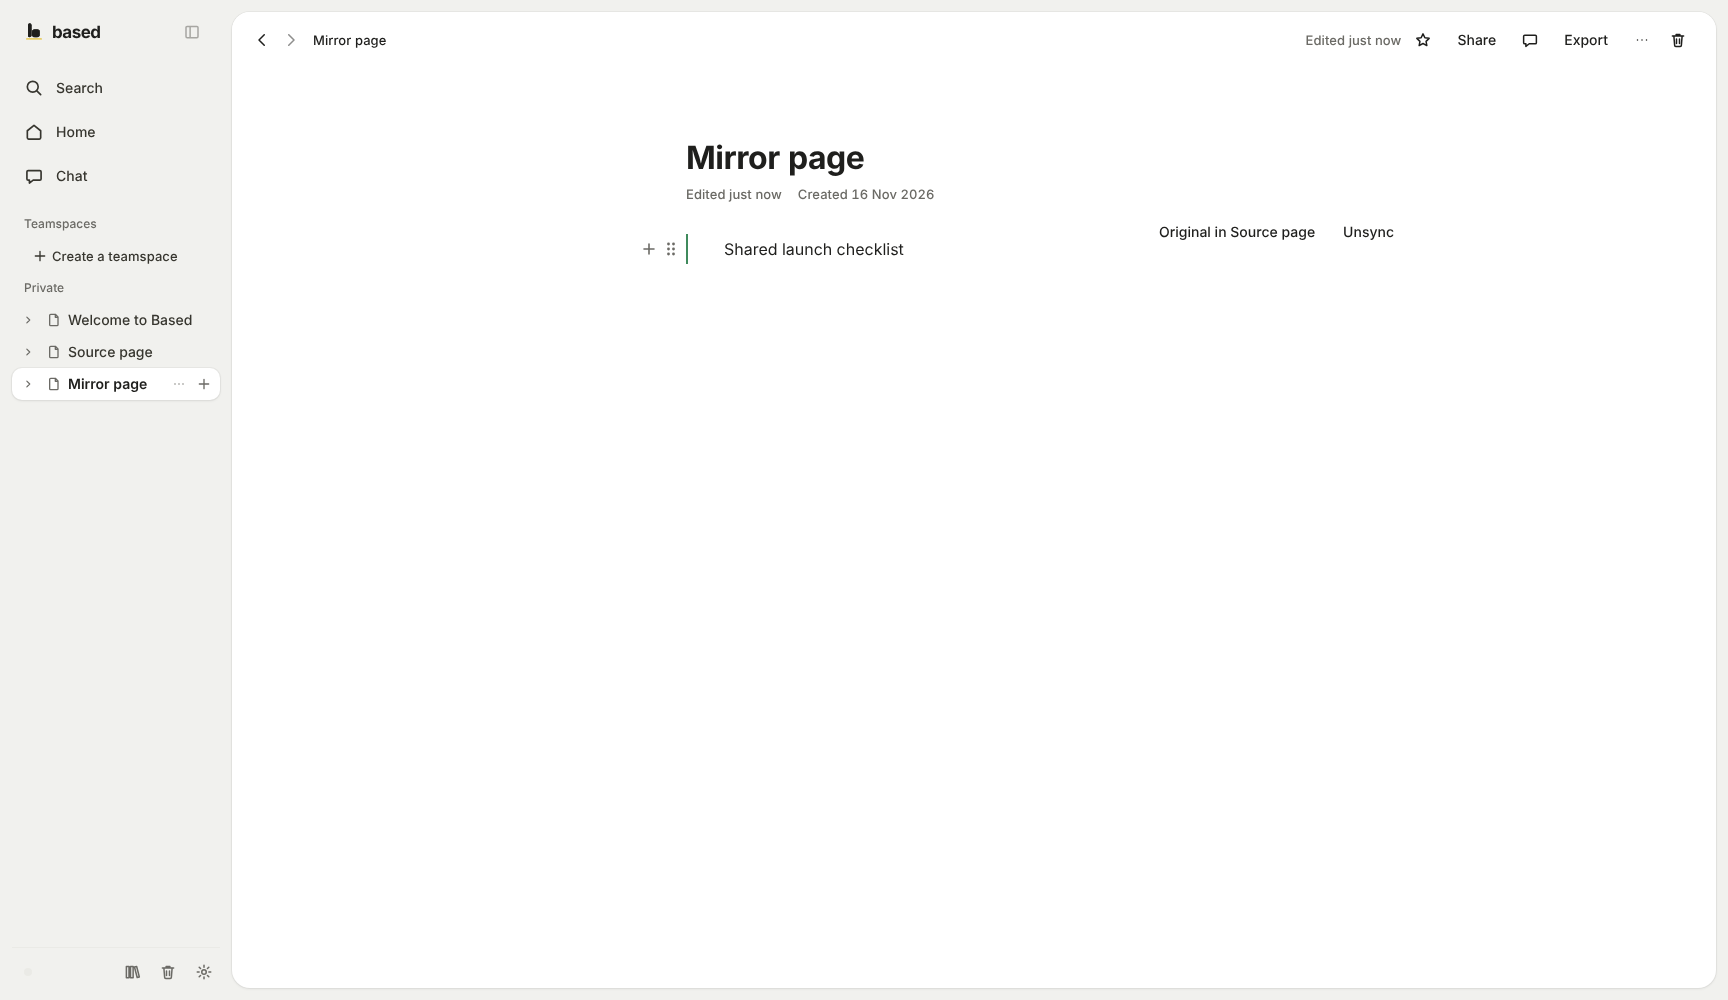 based
Search
Home
Chat
Teamspaces
Create a teamspace
Private
Welcome to Based
Source page
Mirror page
Mirror page
Edited just now
Share
Export
Mirror page
Edited just now Created 16 Nov 2026
Original in Source page Unsync
Shared launch checklist